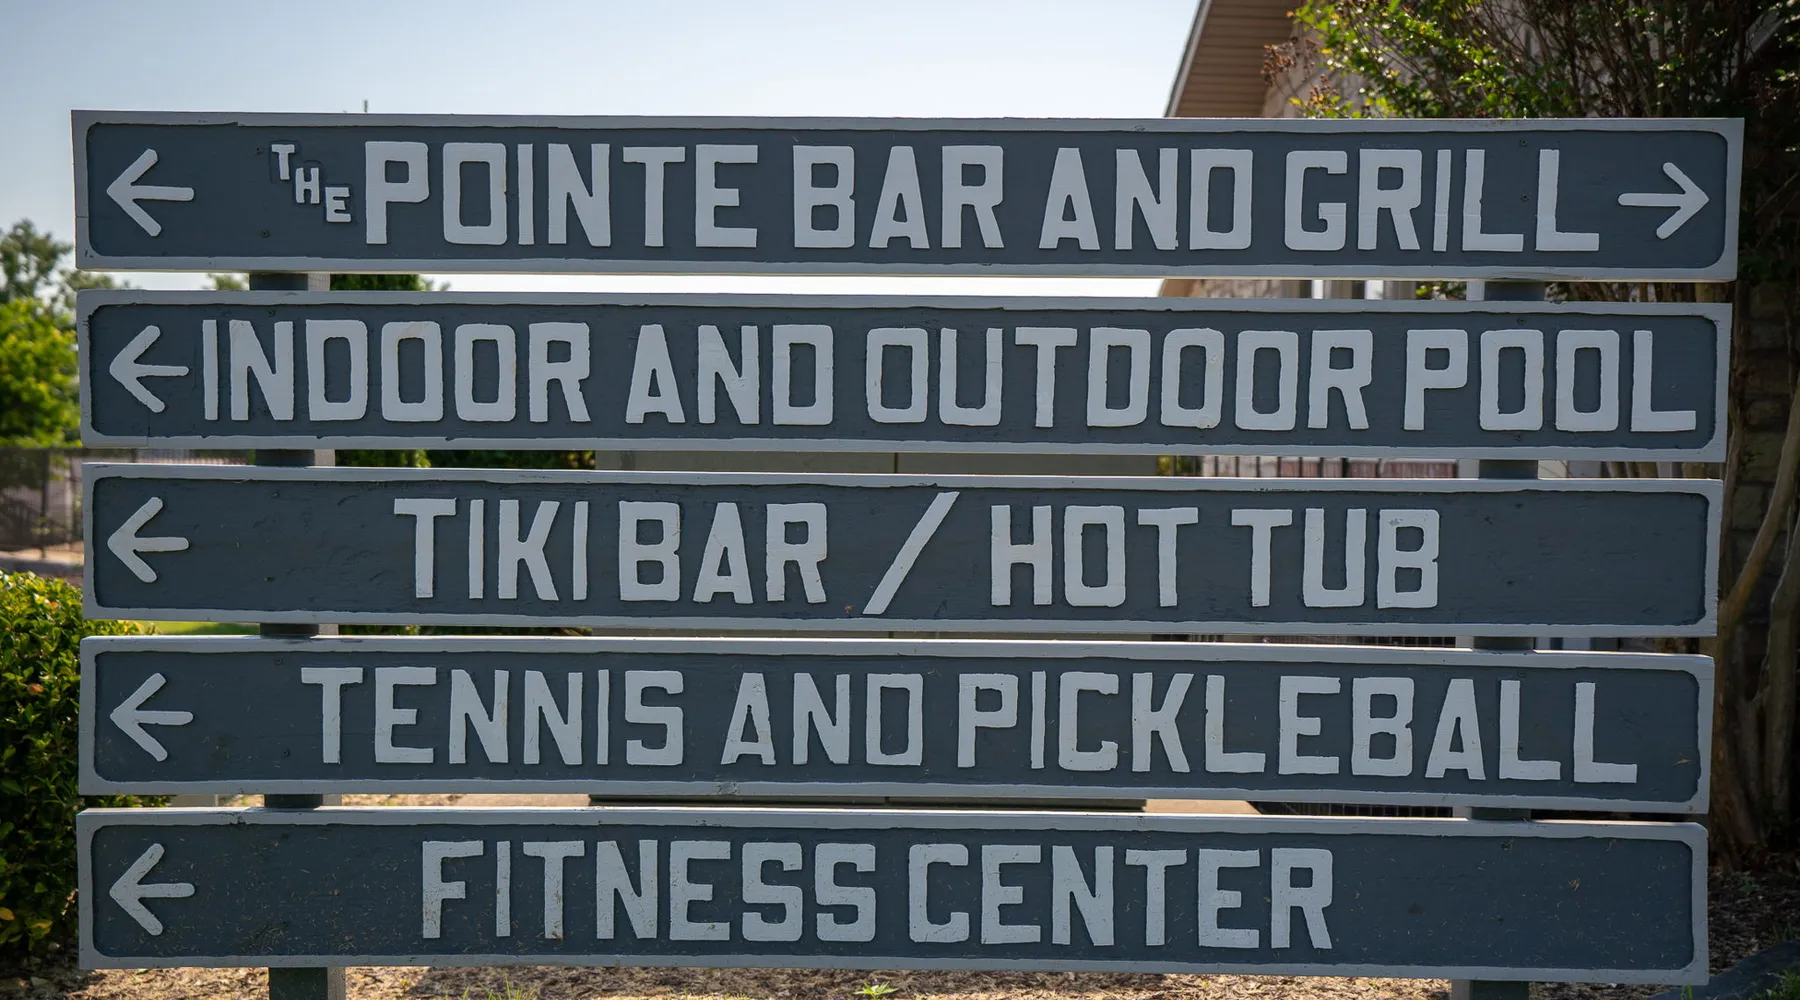 ← THE POINTE BAR AND GRILL →
← INDOOR AND OUTDOOR POOL
← TIKI BAR / HOT TUB
← TENNIS AND PICKLEBALL
← FITNESS CENTER